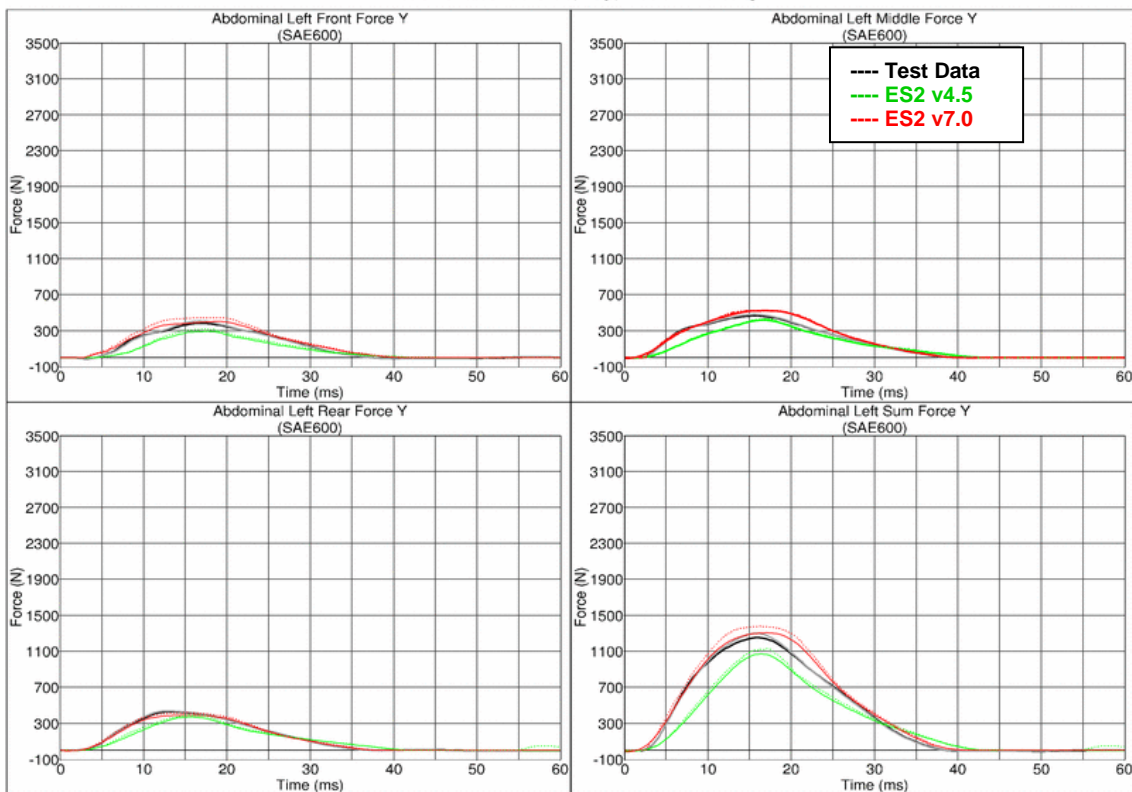 Abdominal Left Front Force Y
(SAE600)
3500
3100
2700
2300
1900
1500
1100
700
300
-100
Force (N)
0 10 20 30 40 50 60
Time (ms)
Abdominal Left Middle Force Y
(SAE600)
---- Test Data
---- ES2 v4.5
---- ES2 v7.0
3500
3100
2700
2300
1900
1500
1100
700
300
-100
Force (N)
0 10 20 30 40 50 60
Time (ms)
Abdominal Left Rear Force Y
(SAE600)
3500
3100
2700
2300
1900
1500
1100
700
300
-100
Force (N)
0 10 20 30 40 50 60
Time (ms)
Abdominal Left Sum Force Y
(SAE600)
3500
3100
2700
2300
1900
1500
1100
700
300
-100
Force (N)
0 10 20 30 40 50 60
Time (ms)